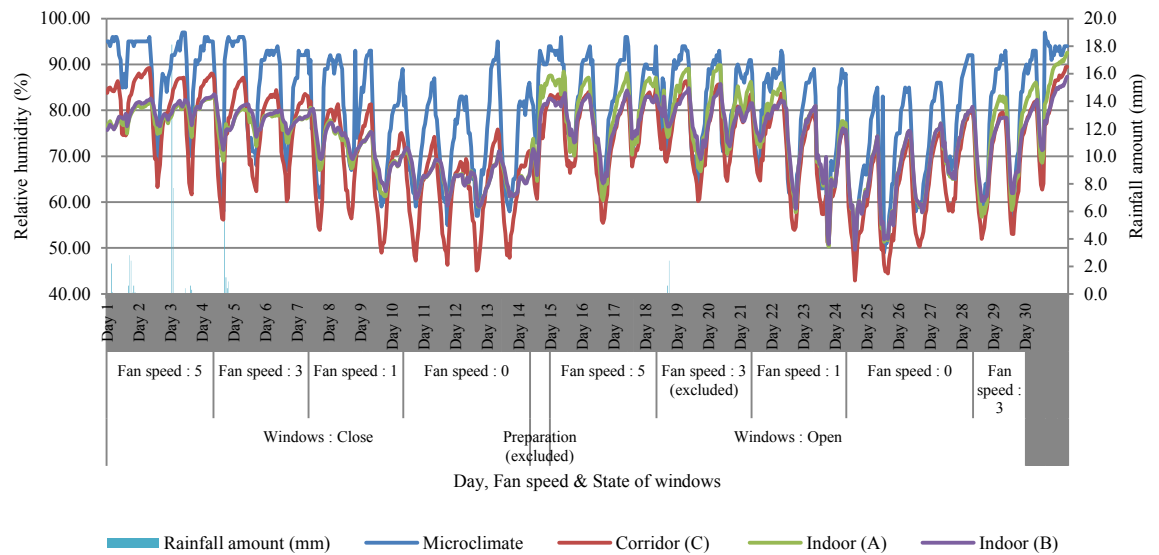 100.00
90.00
80.00
70.00
60.00
50.00
40.00
Relative humidity (%)
20.0
18.0
16.0
14.0
12.0
10.0
8.0
6.0
4.0
2.0
0.0
Rainfall amount (mm)
Day 1
Day 2
Day 3
Day 4
Day 5
Day 6
Day 7
Day 8
Day 9
Day 10
Day 11
Day 12
Day 13
Day 14
Day 15
Day 16
Day 17
Day 18
Day 19
Day 20
Day 21
Day 22
Day 23
Day 24
Day 25
Day 26
Day 27
Day 28
Day 29
Day 30
Fan speed : 5
Fan speed : 3
Fan speed : 1
Fan speed : 0
Fan speed : 5
Fan speed : 3
(excluded)
Fan speed : 1
Fan speed : 0
Fan
speed :
3
Windows : Close
Preparation
(excluded)
Windows : Open
Day, Fan speed & State of windows
Rainfall amount (mm)
Microclimate
Corridor (C)
Indoor (A)
Indoor (B)